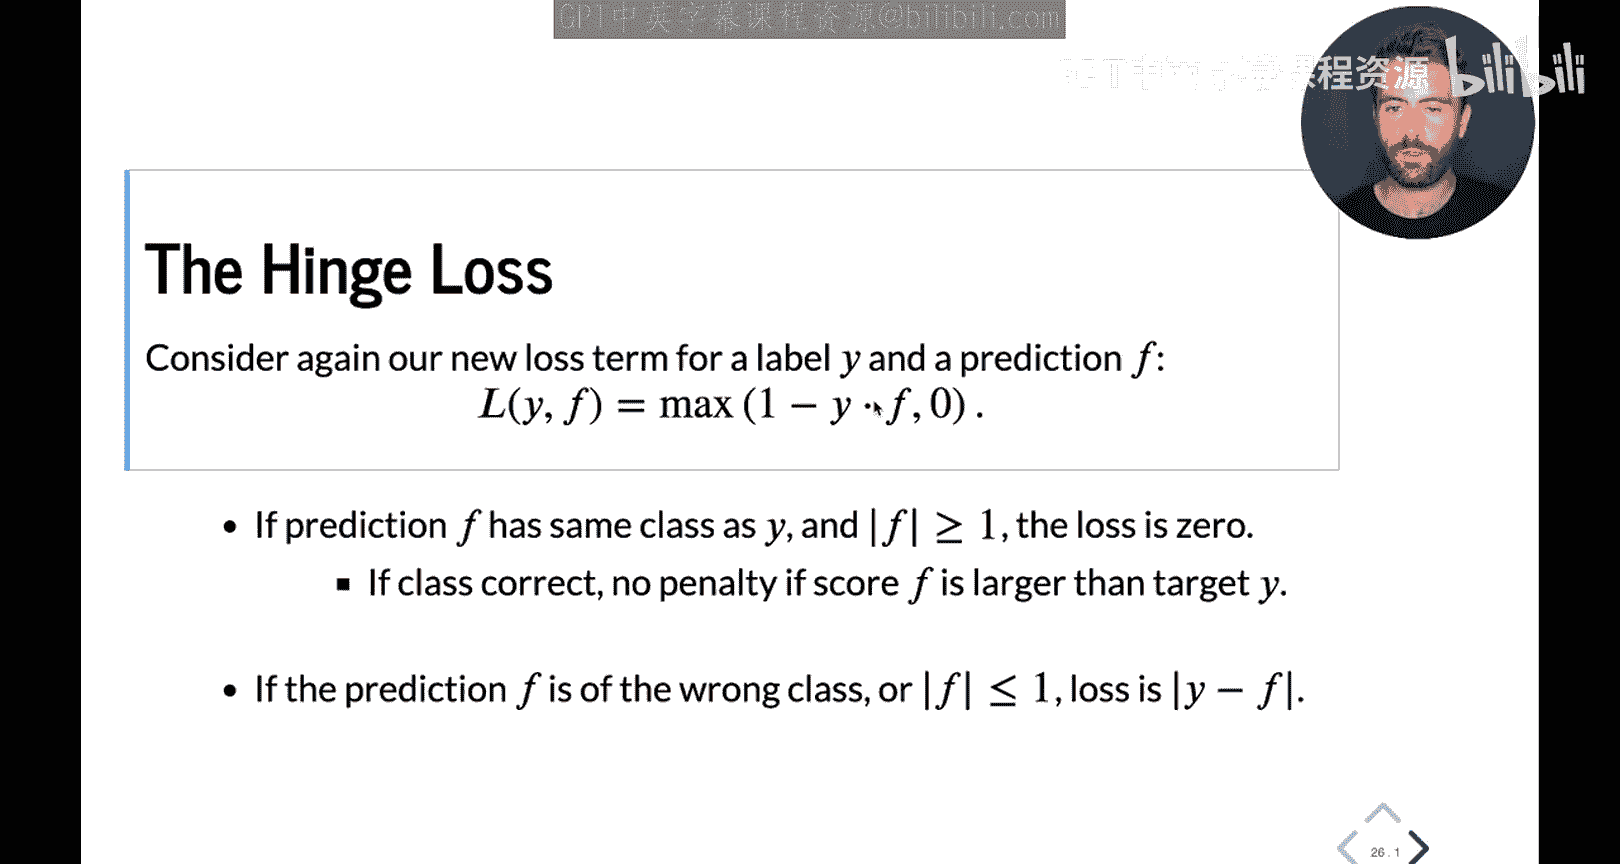 GPT中英字幕课程资源@bilibili.com
课程资源 bilibili
The Hinge Loss
Consider again our new loss term for a label y and a prediction f:
L(y, f) = max (1 − y · f, 0) .
• If prediction f has same class as y, and |f| ≥ 1, the loss is zero.
▪ If class correct, no penalty if score f is larger than target y.
• If the prediction f is of the wrong class, or |f| ≤ 1, loss is |y − f|.
26 . 1